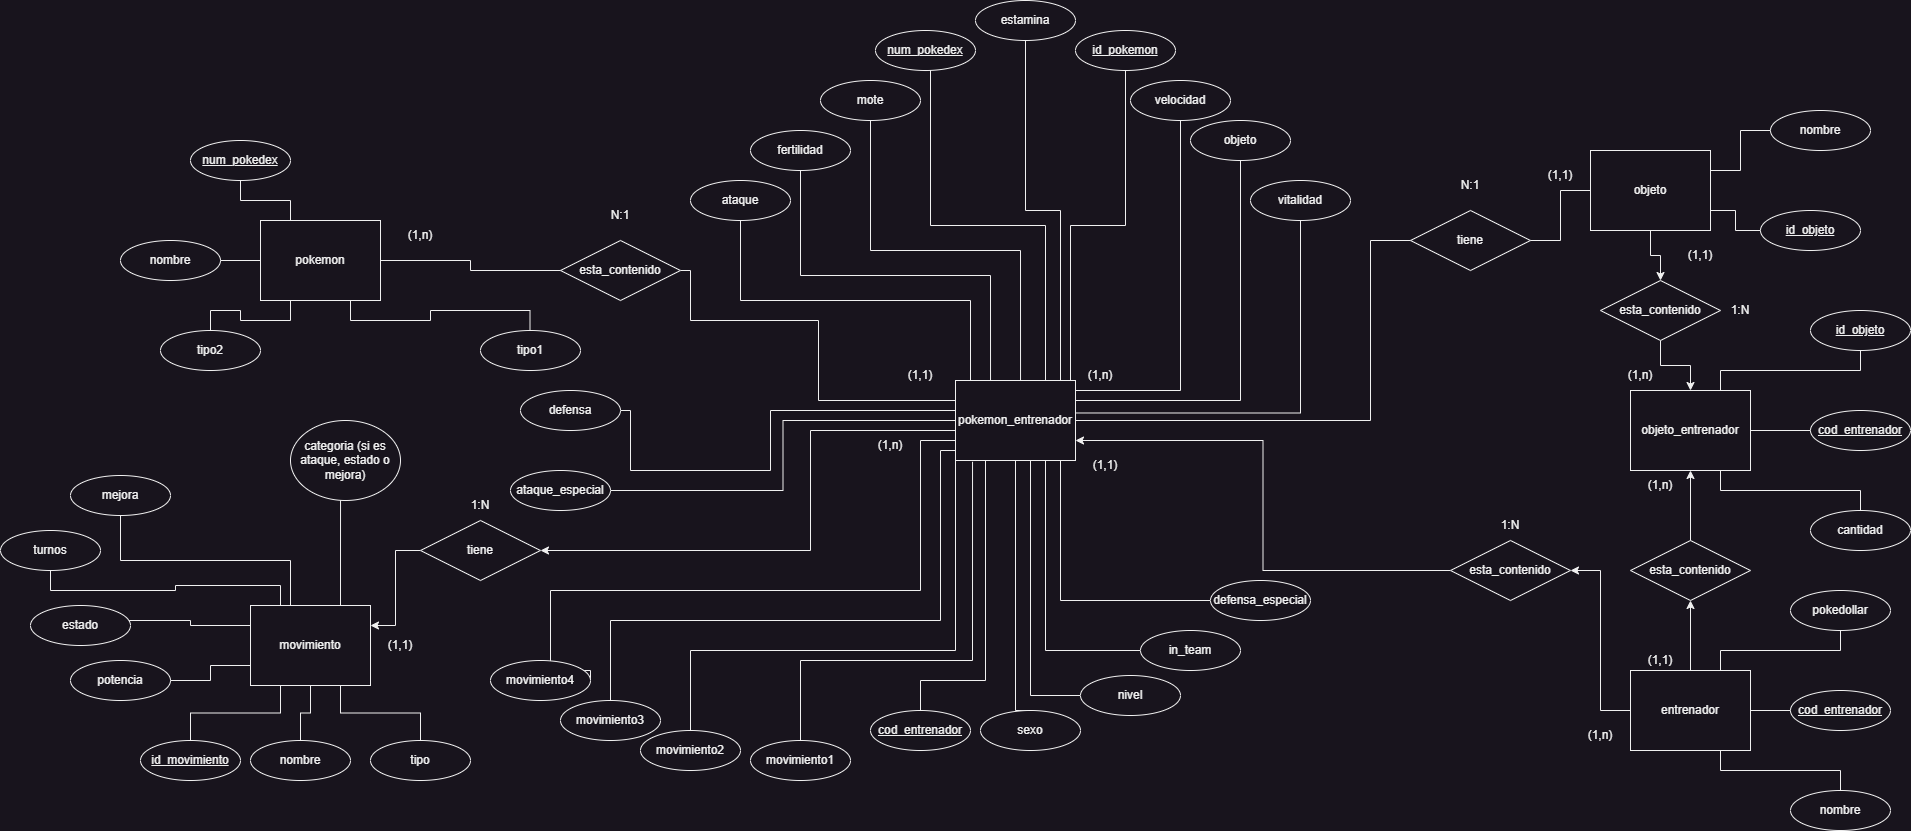 estamina
num_pokedex
id_pokemon
mote
velocidad
nombre
objeto
fertilidad
num_pokedex
(1,1)
N:1
objeto
ataque
vitalidad
N:1
(1,n)
id_objeto
tiene
(1,1)
nombre
pokemon
esta_contenido
esta_contenido
1:N
id_objeto
tipo2
tipo1
(1,1)
(1,n)
(1,n)
defensa
pokemon_entrenador
objeto_entrenador
cod_entrenador
categoria (si es
ataque, estado o
mejora)
(1,n)
(1,1)
(1,n)
ataque_especial
mejora
1:N
1:N
cantidad
turnos
tiene
esta_contenido
esta_contenido
defensa_especial
pokedollar
estado
movimiento
(1,1)
in_team
(1,1)
potencia
movimiento4
nivel
entrenador
cod_entrenador
movimiento3
cod_entrenador
sexo
(1,n)
movimiento2
id_movimiento
nombre
tipo
movimiento1
nombre